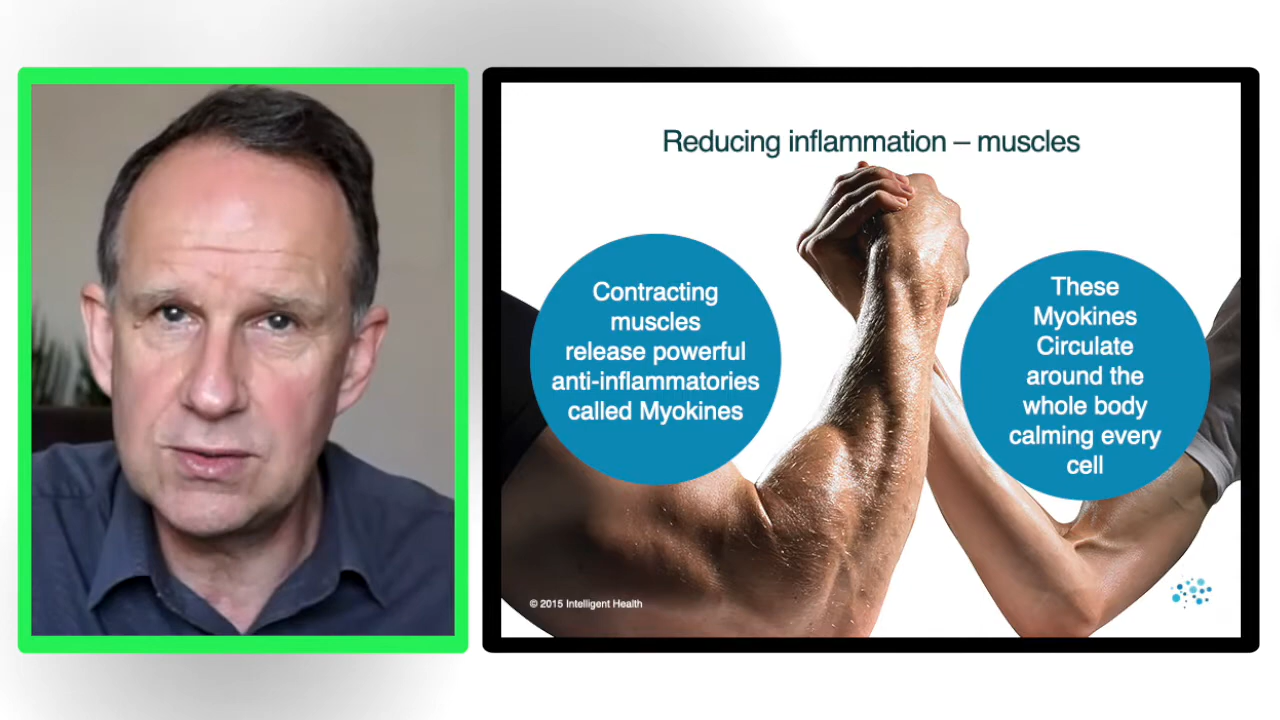 Reducing inflammation – muscles
Contracting
muscles
release powerful
anti-inflammatories
called Myokines
These
Myokines
Circulate
around the
whole body
calming every
cell
© 2015 Intelligent Health